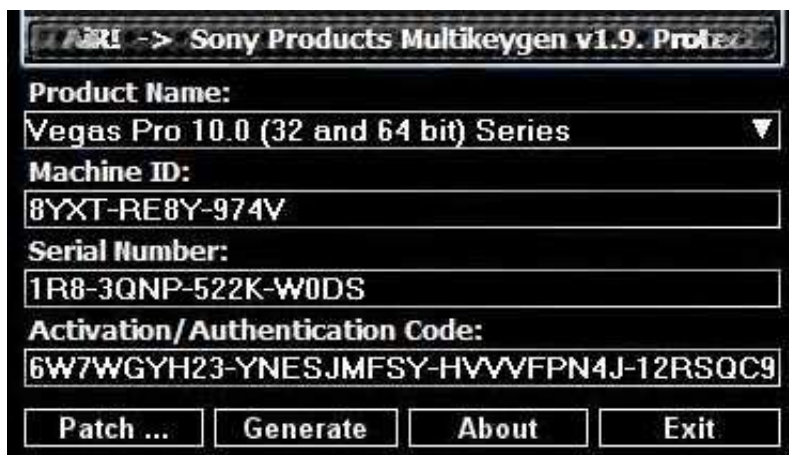 AiR! -> Sony Products Multikeygen v1.9.
Product Name:
Vegas Pro 10.0 (32 and 64 bit) Series
Machine ID:
8YXT-RE8Y-974V
Serial Number:
1R8-3QNP-522K-W0DS
Activation/Authentication Code:
6W7WGYH23-YNESJMFSY-HVVVFPN4J-12RSQC9
Patch ... Generate About Exit